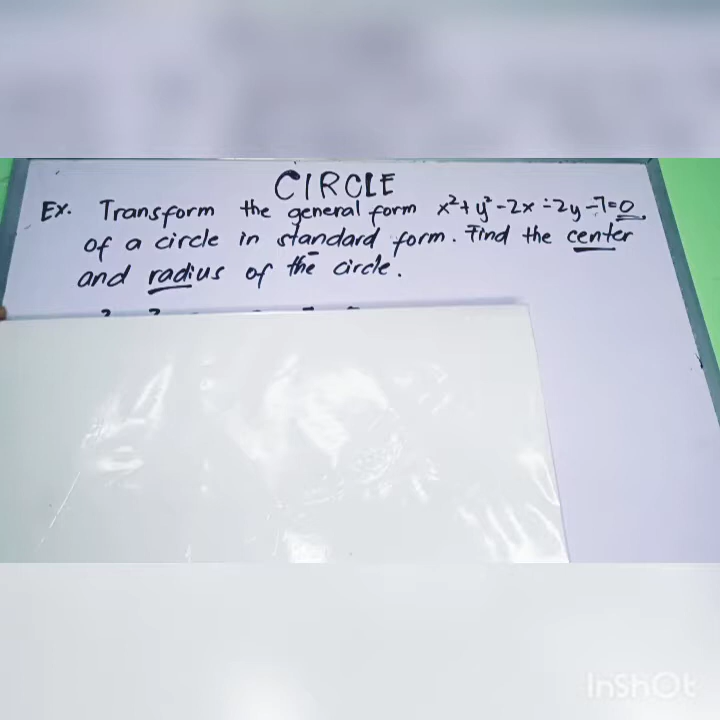 CIRCLE
Ex. Transform the general form x²+y²-2x-2y-7=0
of a circle in standard form. Find the center
and radius of the circle.
InShOt